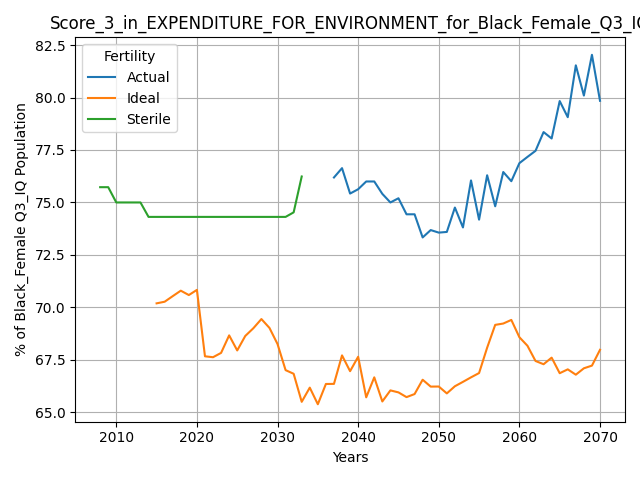 Score_3_in_EXPENDITURE_FOR_ENVIRONMENT_for_Black_Female_Q3_IQ
Fertility
Actual
Ideal
Sterile
% of Black_Female Q3_IQ Population
82.5
80.0
77.5
75.0
72.5
70.0
67.5
65.0
2010 2020 2030 2040 2050 2060 2070
Years